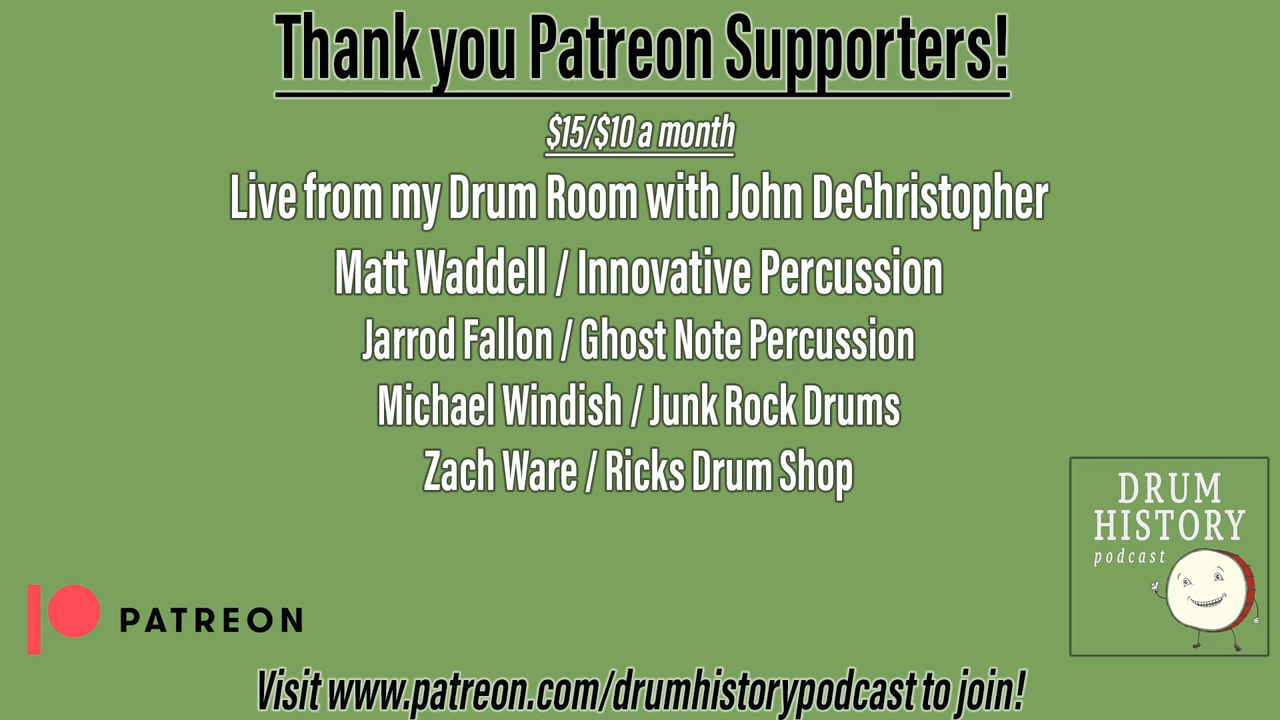 Thank you Patreon Supporters!
$15/$10 a month
Live from my Drum Room with John DeChristopher
Matt Waddell / Innovative Percussion
Jarrod Fallon / Ghost Note Percussion
Michael Windish / Junk Rock Drums
Zach Ware / Ricks Drum Shop
DRUM
HISTORY
podcast
PATREON
Visit www.patreon.com/drumhistorypodcast to join!